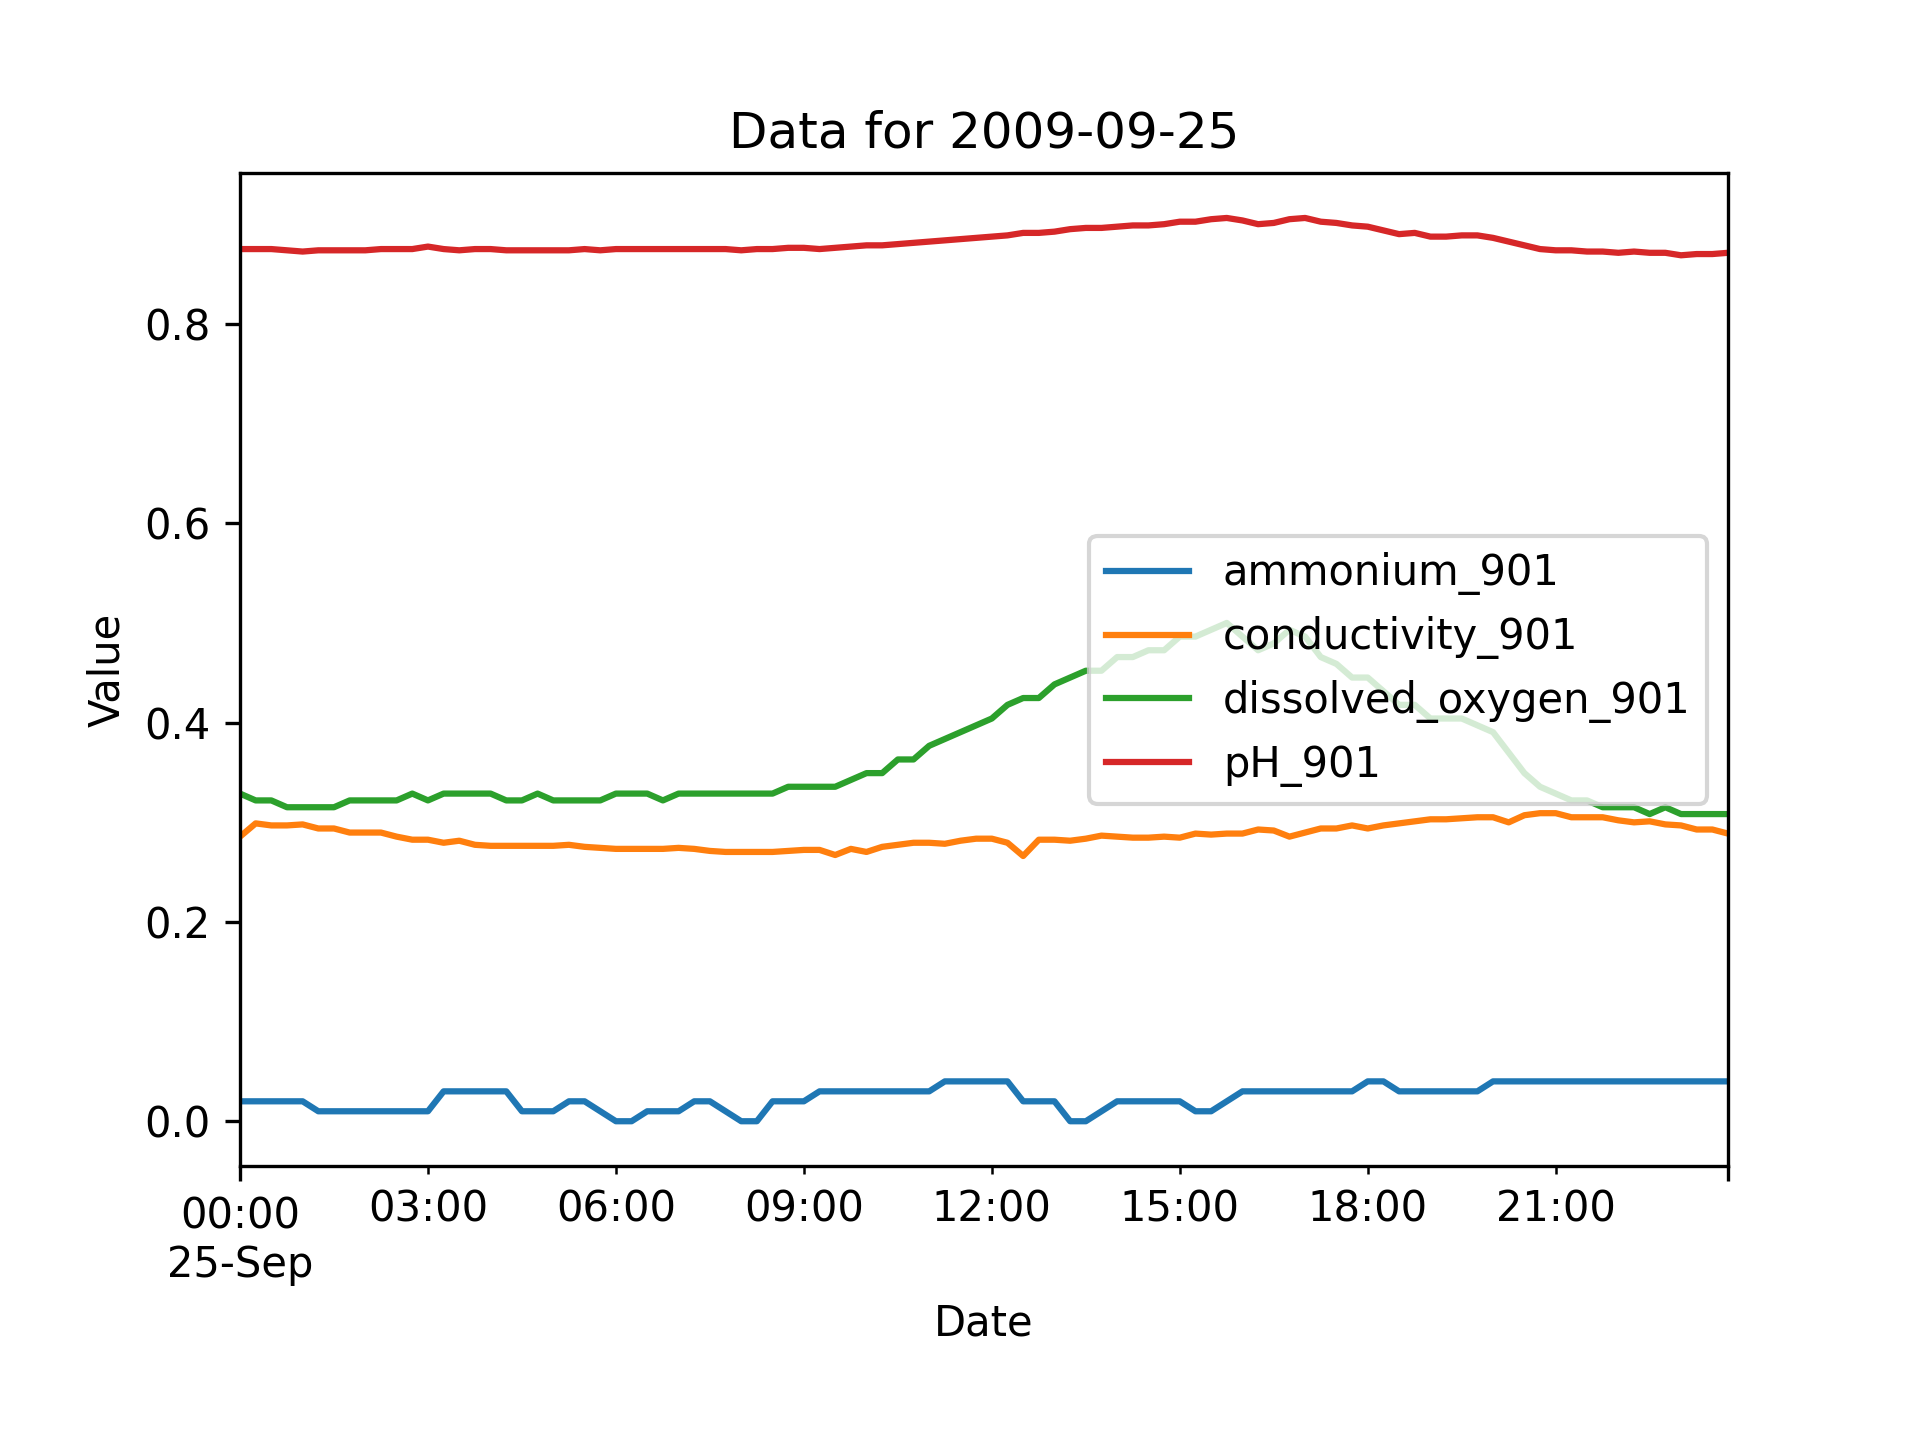 Data for 2009-09-25
Value
0.8
0.6
0.4
0.2
0.0
ammonium_901
conductivity_901
dissolved_oxygen_901
pH_901
00:00 03:00 06:00 09:00 12:00 15:00 18:00 21:00
25-Sep
Date